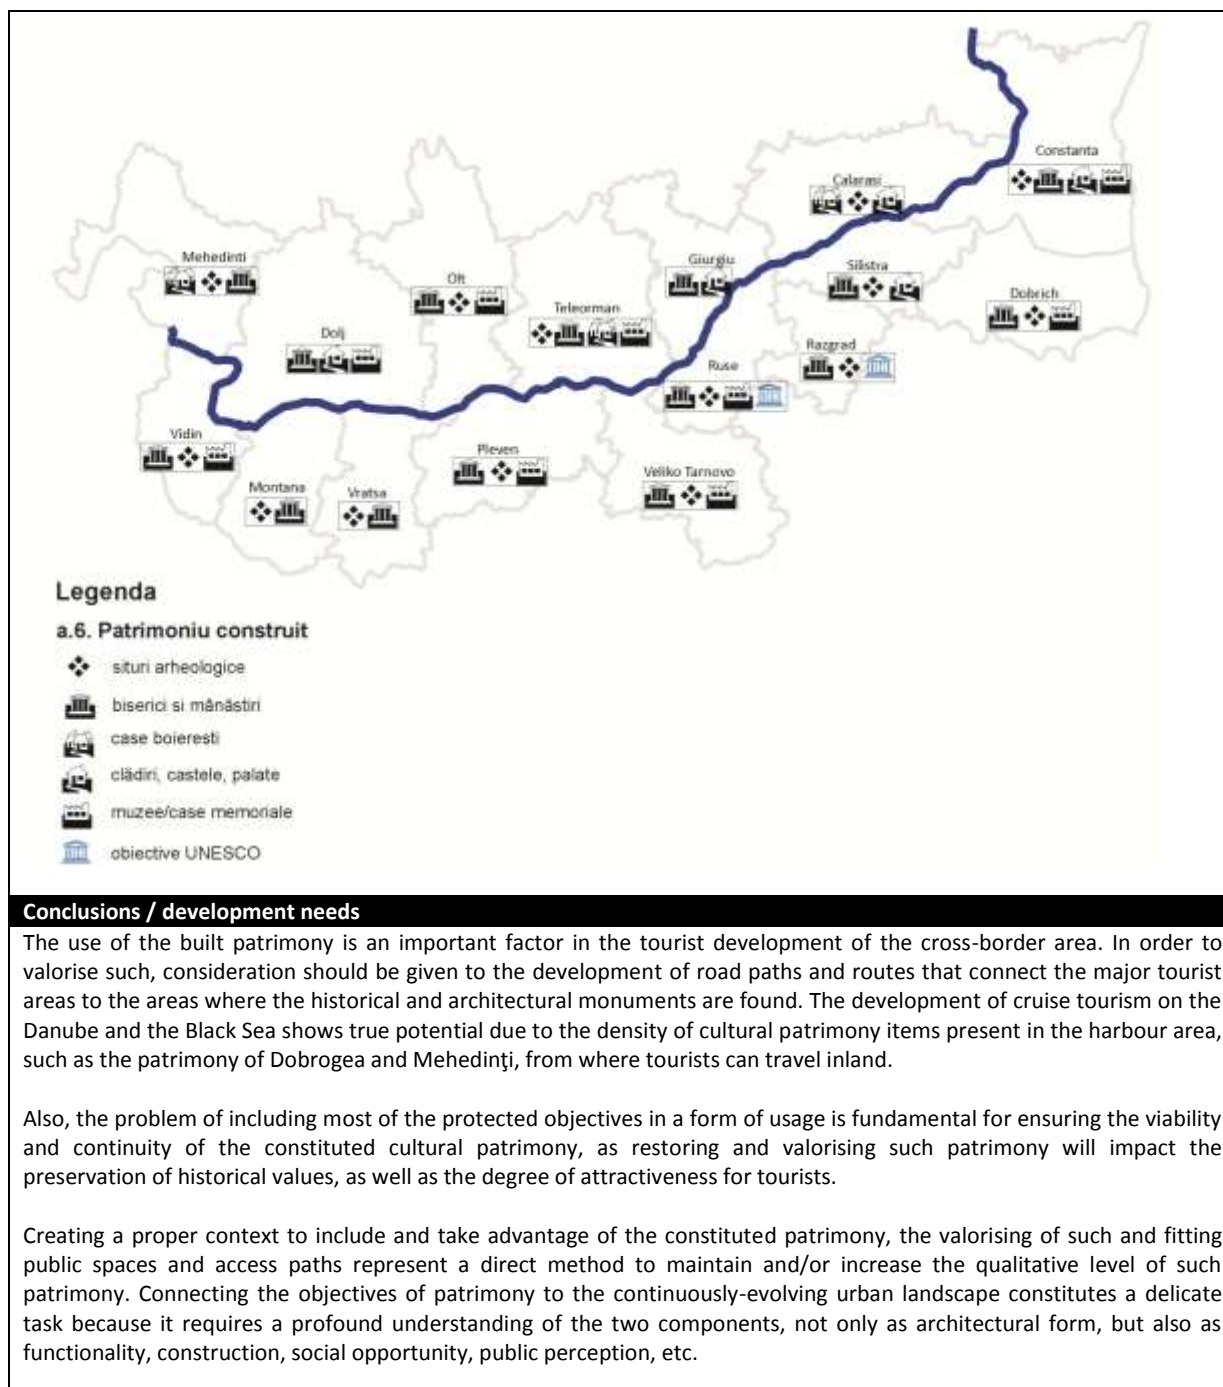 Constanta
Calarasi
Mehedinti
Giurgiu
Silistra
Olt
Dobrich
Teleorman
Dolj
Razgrad
Ruse
Vidin
Pleven
Veliko Tarnovo
Montana
Vratsa
Legenda
a.6. Patrimoniu construit
situri arheologice
biserici si mânăstiri
case boieresti
clădiri, castele, palate
muzee/case memoriale
obiective UNESCO
Conclusions / development needs
The use of the built patrimony is an important factor in the tourist development of the cross-border area. In order to
valorise such, consideration should be given to the development of road paths and routes that connect the major tourist
areas to the areas where the historical and architectural monuments are found. The development of cruise tourism on the
Danube and the Black Sea shows true potential due to the density of cultural patrimony items present in the harbour area,
such as the patrimony of Dobrogea and Mehedinţi, from where tourists can travel inland.
Also, the problem of including most of the protected objectives in a form of usage is fundamental for ensuring the viability
and continuity of the constituted cultural patrimony, as restoring and valorising such patrimony will impact the
preservation of historical values, as well as the degree of attractiveness for tourists.
Creating a proper context to include and take advantage of the constituted patrimony, the valorising of such and fitting
public spaces and access paths represent a direct method to maintain and/or increase the qualitative level of such
patrimony. Connecting the objectives of patrimony to the continuously-evolving urban landscape constitutes a delicate
task because it requires a profound understanding of the two components, not only as architectural form, but also as
functionality, construction, social opportunity, public perception, etc.